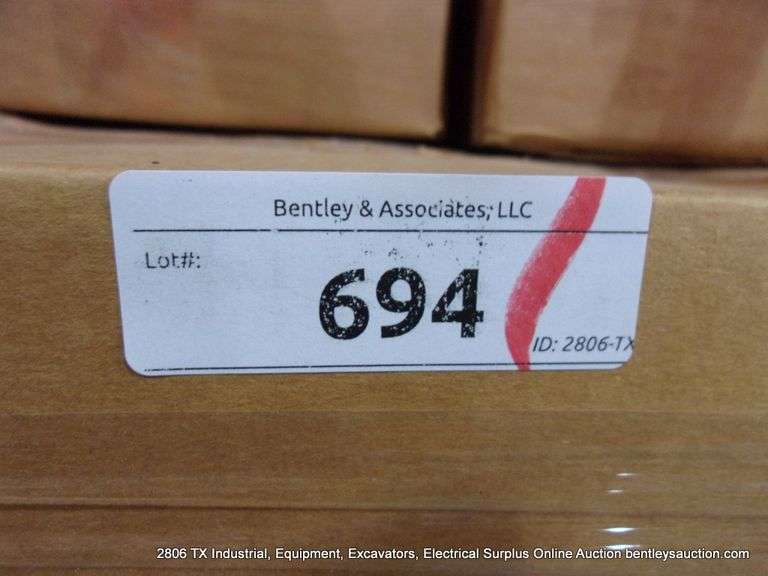 Bentley & Associates, LLC
Lot#:
694
ID: 2806-TX
2806 TX Industrial, Equipment, Excavators, Electrical Surplus Online Auction bentleysauction.com